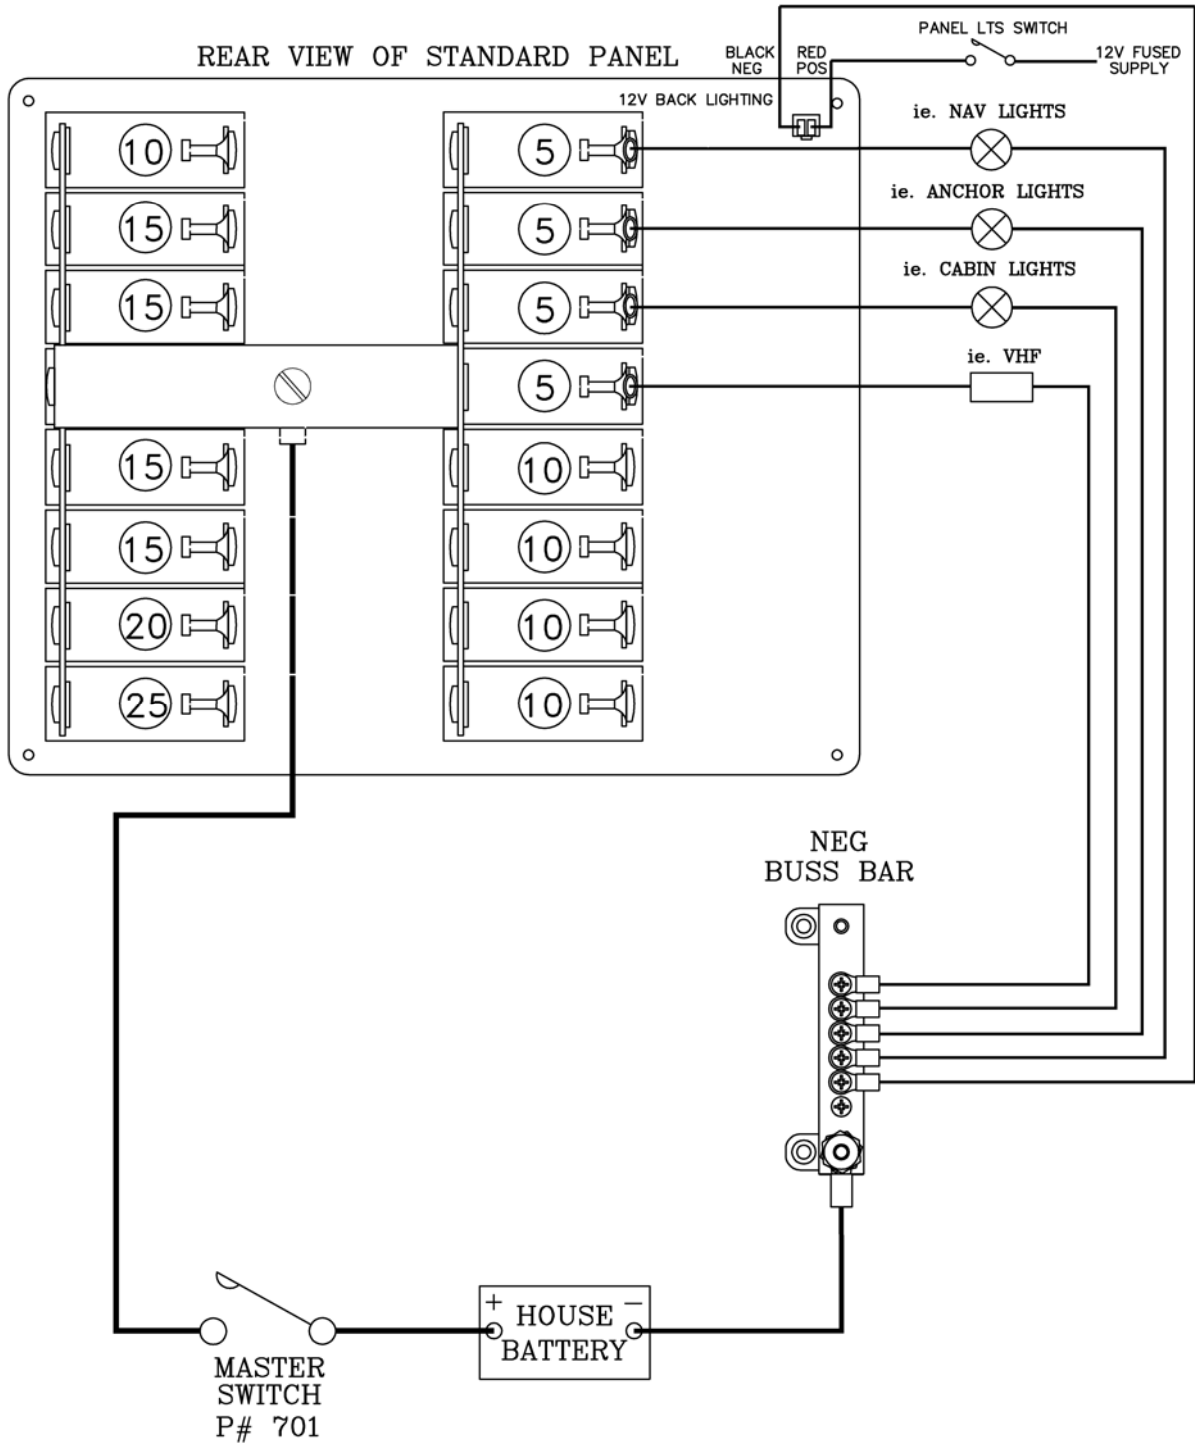 PANEL LTS SWITCH
REAR VIEW OF STANDARD PANEL
BLACK
NEG
RED
POS
12V FUSED
SUPPLY
12V BACK LIGHTING
ie. NAV LIGHTS
10
5
ie. ANCHOR LIGHTS
15
5
ie. CABIN LIGHTS
15
5
ie. VHF
5
15
10
15
10
20
10
25
10
NEG
BUSS BAR
+
−
HOUSE
BATTERY
MASTER
SWITCH
P# 701